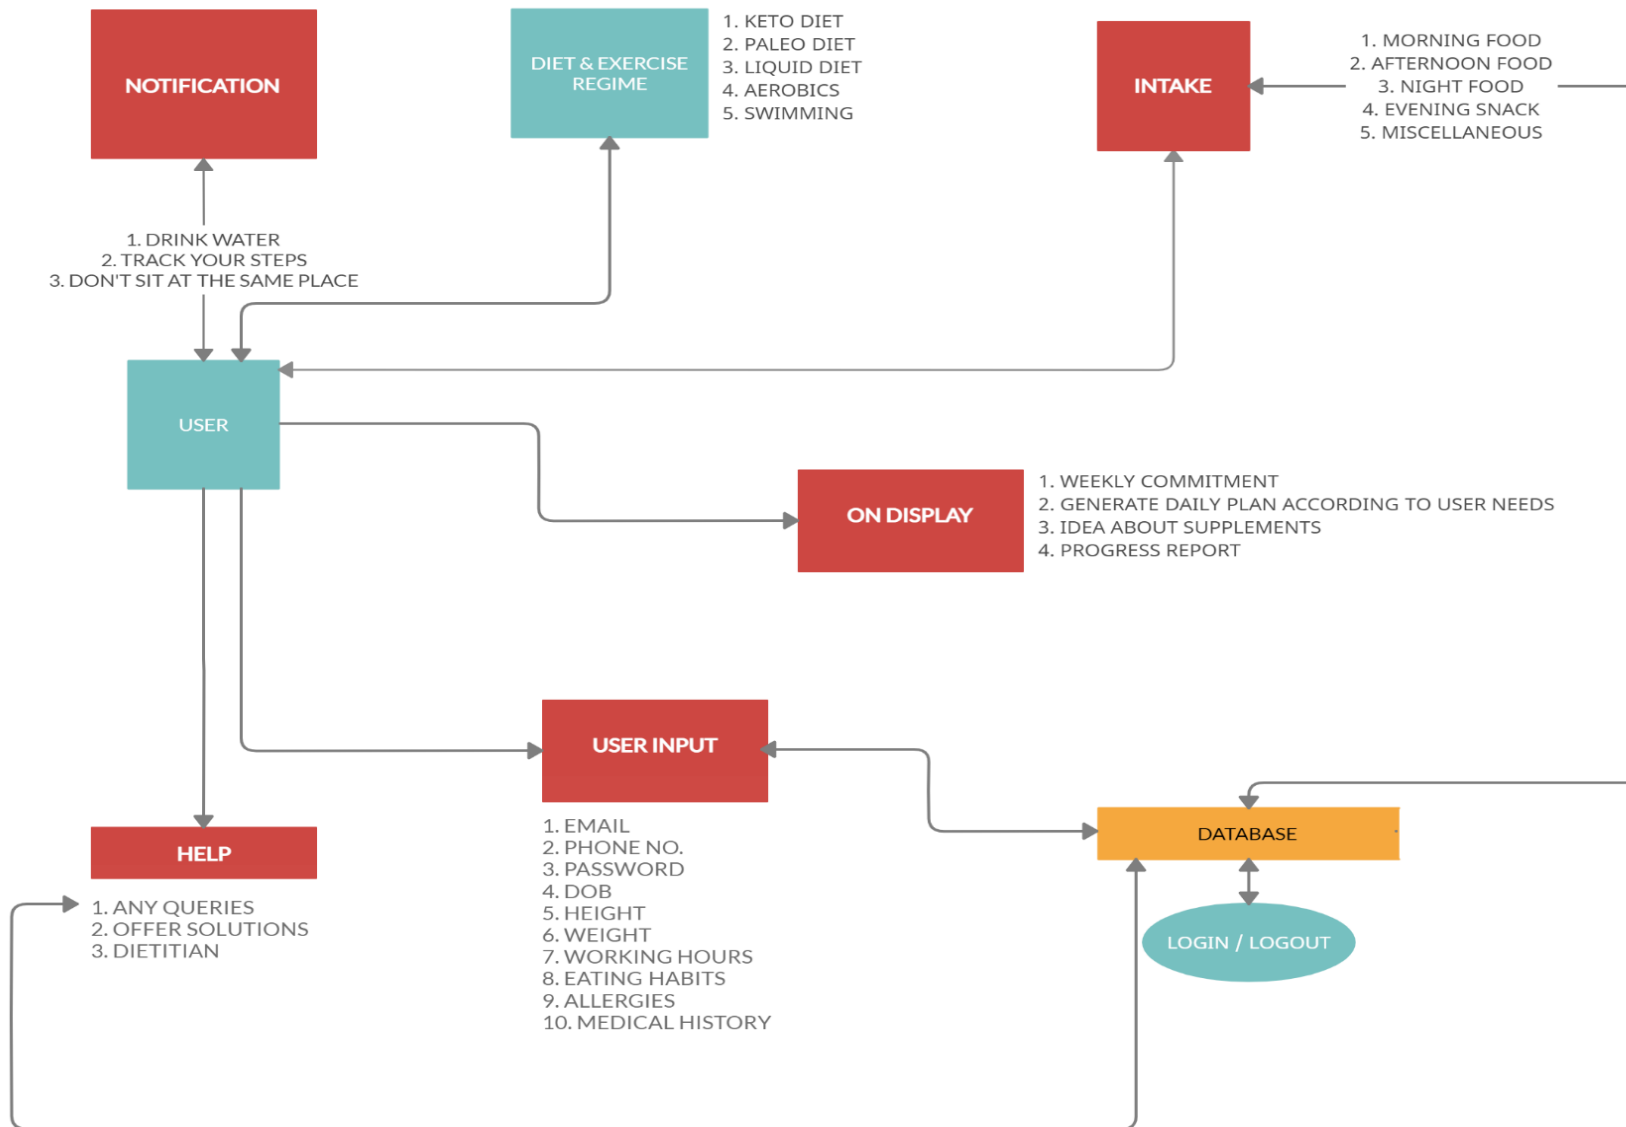 NOTIFICATION
DIET & EXERCISE
REGIME
1. KETO DIET
2. PALEO DIET
3. LIQUID DIET
4. AEROBICS
5. SWIMMING
INTAKE
1. MORNING FOOD
2. AFTERNOON FOOD
3. NIGHT FOOD
4. EVENING SNACK
5. MISCELLANEOUS
1. DRINK WATER
2. TRACK YOUR STEPS
3. DON'T SIT AT THE SAME PLACE
USER
ON DISPLAY
1. WEEKLY COMMITMENT
2. GENERATE DAILY PLAN ACCORDING TO USER NEEDS
3. IDEA ABOUT SUPPLEMENTS
4. PROGRESS REPORT
USER INPUT
1. EMAIL
2. PHONE NO.
3. PASSWORD
4. DOB
5. HEIGHT
6. WEIGHT
7. WORKING HOURS
8. EATING HABITS
9. ALLERGIES
10. MEDICAL HISTORY
HELP
1. ANY QUERIES
2. OFFER SOLUTIONS
3. DIETITIAN
DATABASE
LOGIN / LOGOUT